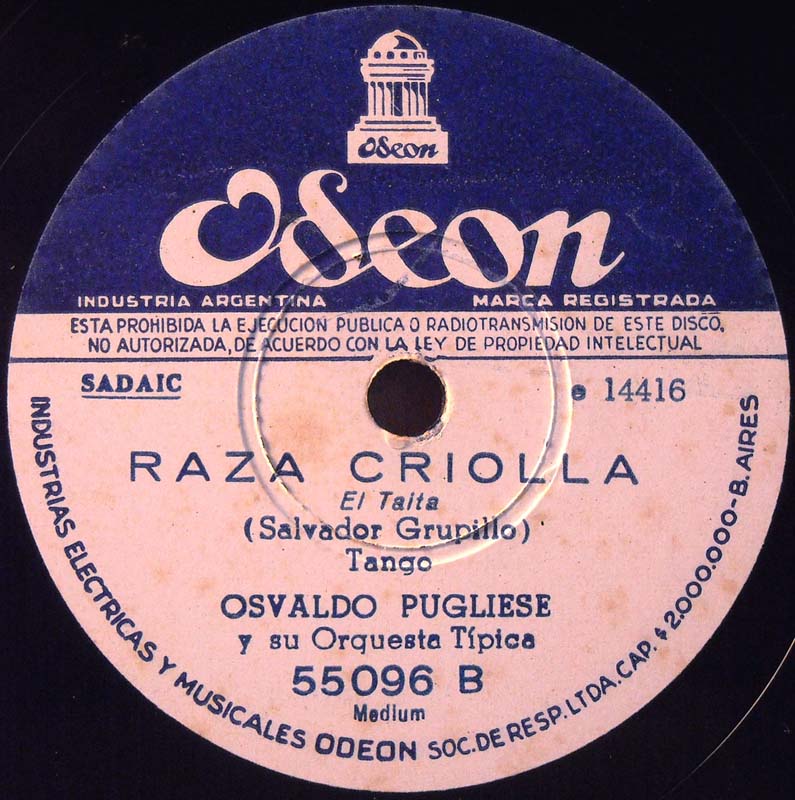 Odeon
Odeon
INDUSTRIA ARGENTINA MARCA REGISTRADA
ESTA PROHIBIDA LA EJECUCION PUBLICA O RADIOTRANSMISION DE ESTE DISCO,
NO AUTORIZADA, DE ACUERDO CON LA LEY DE PROPIEDAD INTELECTUAL
SADAIC e 14416
RAZA CRIOLLA
El Taita
(Salvador Grupillo)
Tango
OSVALDO PUGLIESE
y su Orquesta Típica
55096 B
Medium
INDUSTRIAS ELECTRICAS Y MUSICALES ODEON SOC. DE RESP. LTDA. CAP. $ 2.000.000 - B. AIRES